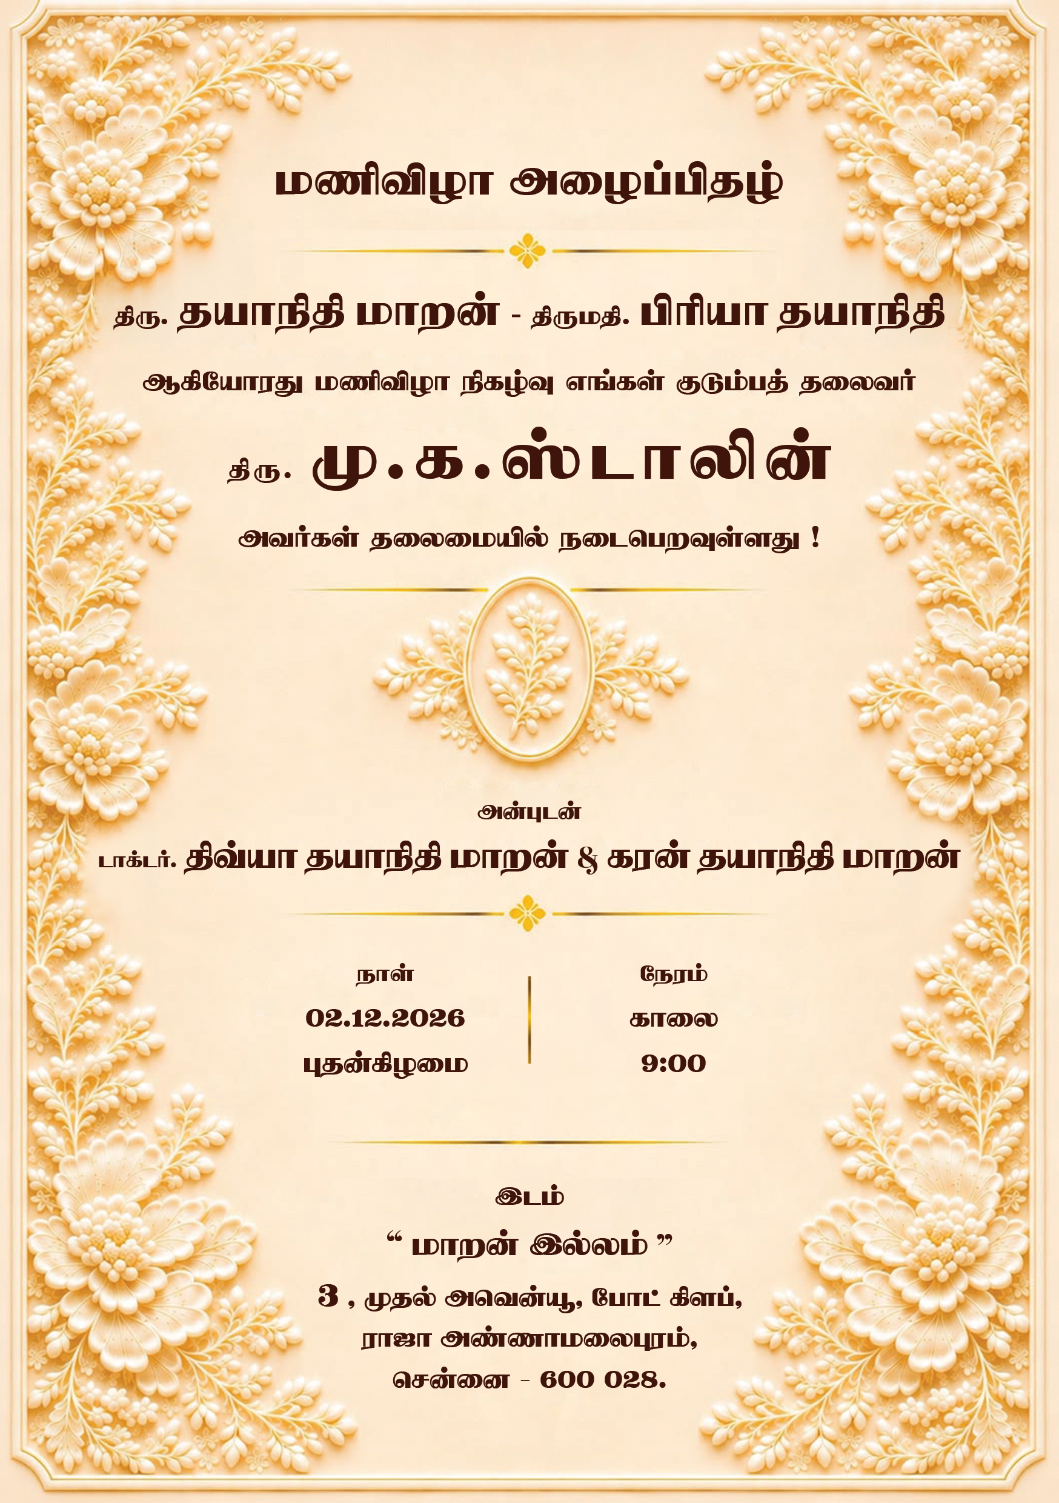 மணிவிழா அழைப்பிதழ்
திரு. தயாநிதி மாறன் - திருமதி. பிரியா தயாநிதி
ஆகியோரது மணிவிழா நிகழ்வு எங்கள் குடும்பத் தலைவர்
திரு. மு.க.ஸ்டாலின்
அவர்கள் தலைமையில் நடைபெறவுள்ளது !
அன்புடன்
டாக்டர். திவ்யா தயாநிதி மாறன் & கரன் தயாநிதி மாறன்
நாள்
02.12.2026
புதன்கிழமை
நேரம்
காலை
9:00
இடம்
“ மாறன் இல்லம் ”
3 , முதல் அவென்யூ, போட் கிளப்,
ராஜா அண்ணாமலைபுரம்,
சென்னை - 600 028.